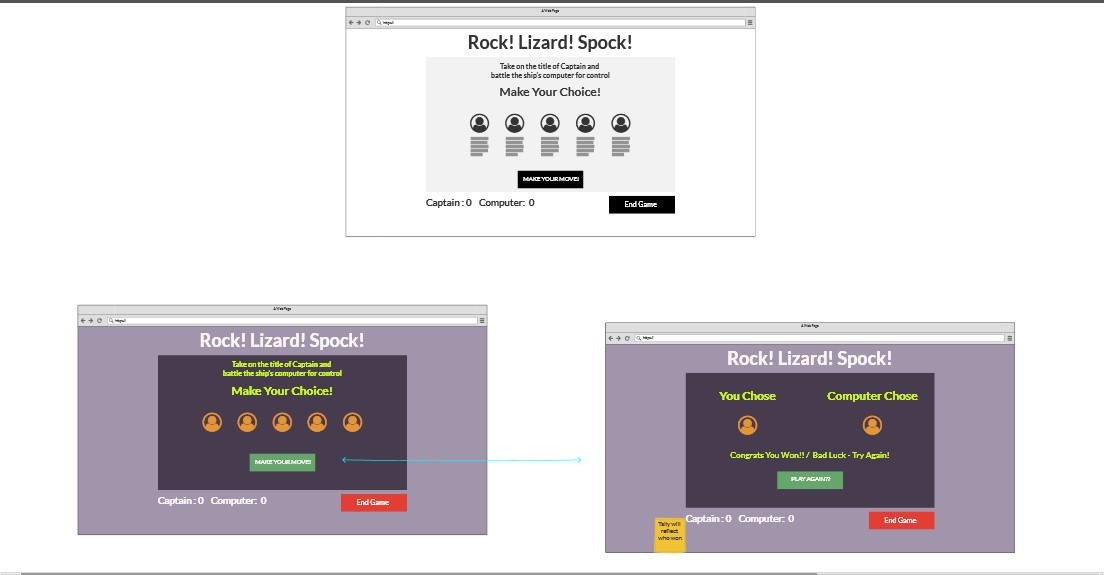 A Web Page
https://
Rock! Lizard! Spock!
Take on the title of Captain and
battle the ship's computer for control
Make Your Choice!
MAKE YOUR MOVE!
Captain : 0 Computer: 0
End Game
A Web Page
https://
Rock! Lizard! Spock!
Take on the title of Captain and
battle the ship's computer for control
Make Your Choice!
MAKE YOUR MOVE!
Captain : 0 Computer: 0
End Game
A Web Page
https://
Rock! Lizard! Spock!
You Chose Computer Chose
Congrats You Won!! / Bad Luck - Try Again!
PLAY AGAIN??
Captain : 0 Computer: 0
End Game
Tally will
reflect
who won